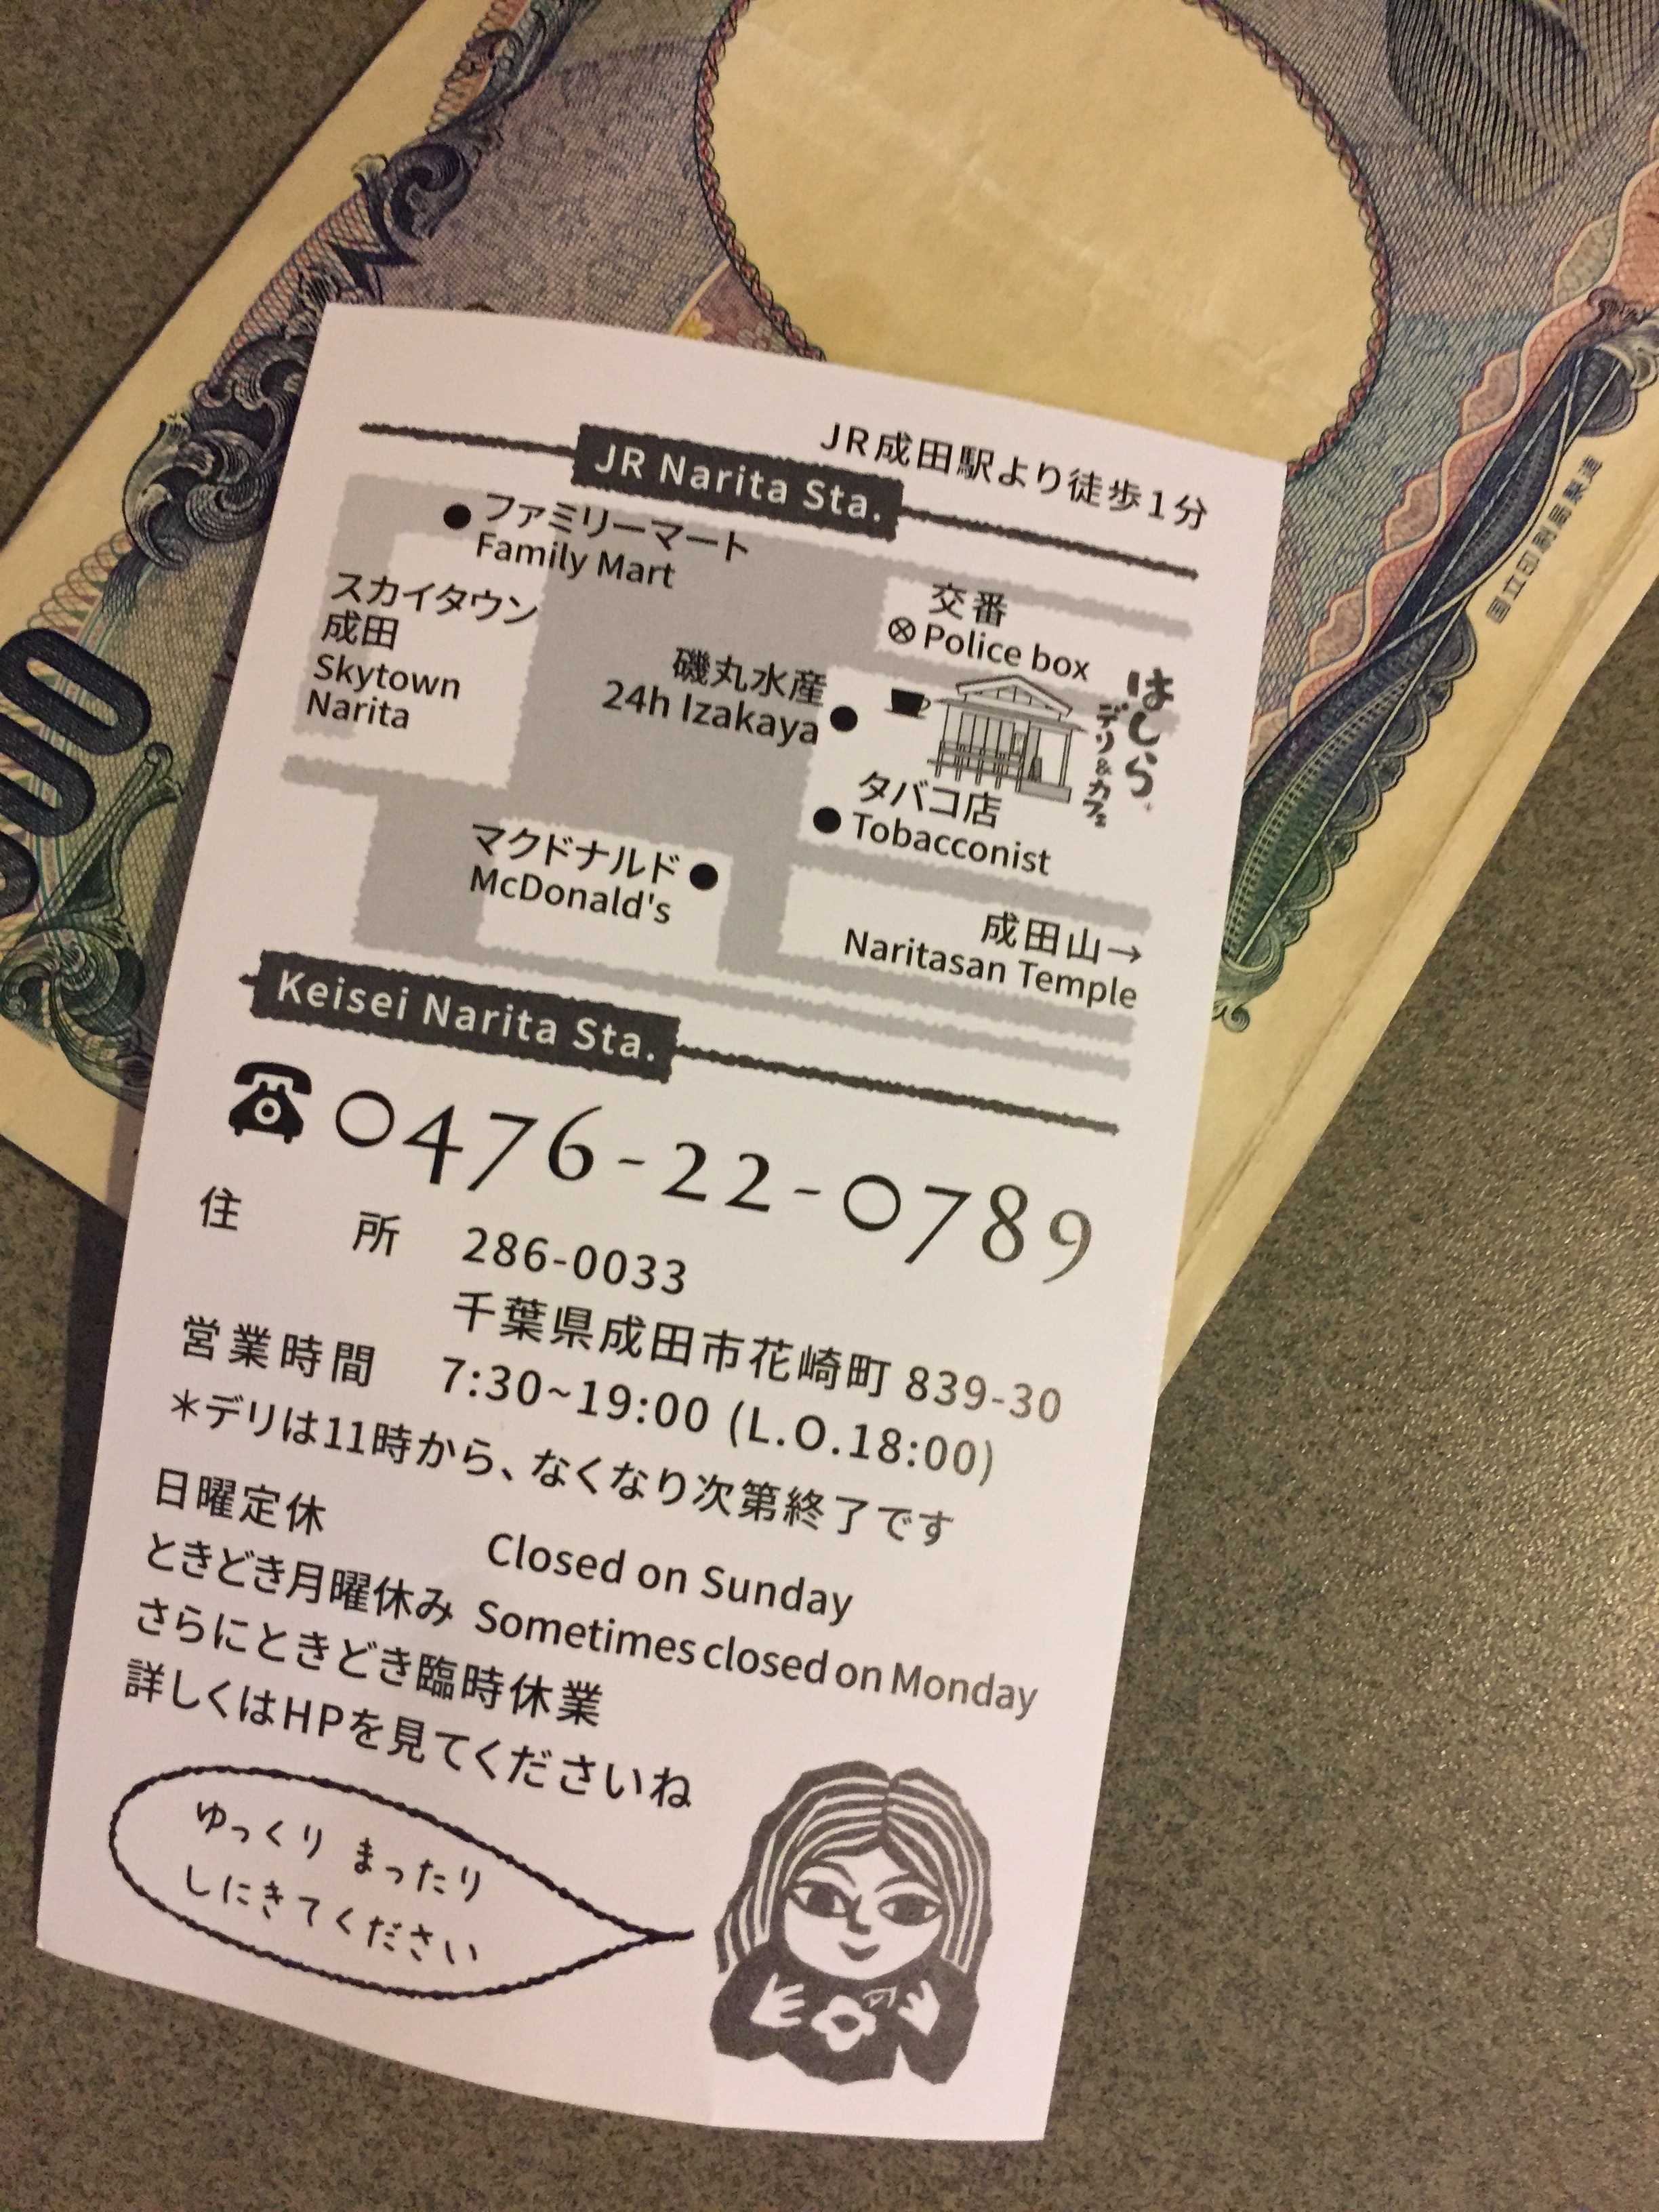 JR成田駅より徒歩1分
JR Narita Sta.
ファミリーマート
Family Mart
スカイタウン
成田
Skytown
Narita
交番
Police box
磯丸水産
24h Izakaya
はしら
デリ&カフェ
タバコ店
Tobacconist
マクドナルド
McDonald's
成田山→
Naritasan Temple
Keisei Narita Sta.
0476-22-0789
住所 286-0033
千葉県成田市花崎町 839-30
営業時間 7:30~19:00 (L.O.18:00)
*デリは11時から、なくなり次第終了です
日曜定休 Closed on Sunday
ときどき月曜休み Sometimes closed on Monday
さらにときどき臨時休業
詳しくはHPを見てくださいね
ゆっくり まったり
しにきてください
000
国立印刷局製造